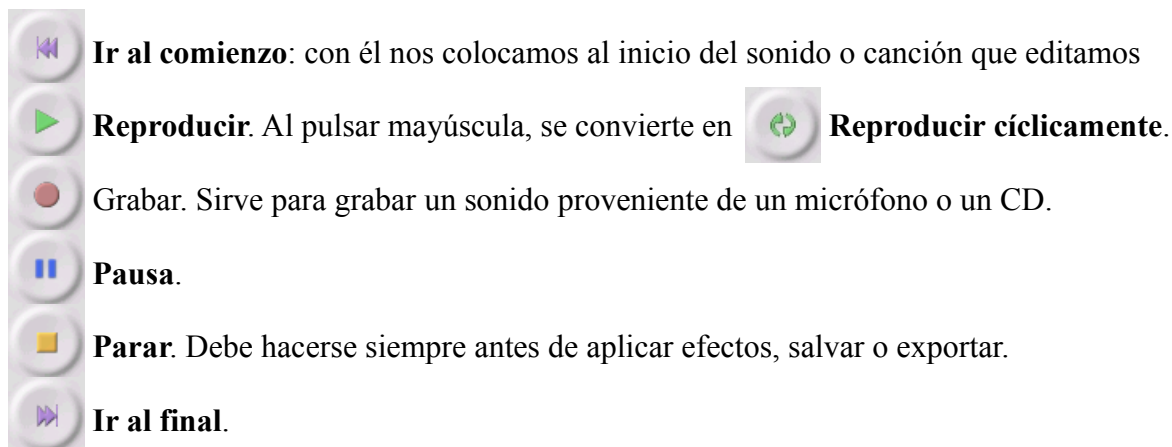 Ir al comienzo: con él nos colocamos al inicio del sonido o canción que editamos
Reproducir. Al pulsar mayúscula, se convierte en Reproducir cíclicamente.
Grabar. Sirve para grabar un sonido proveniente de un micrófono o un CD.
Pausa.
Parar. Debe hacerse siempre antes de aplicar efectos, salvar o exportar.
Ir al final.